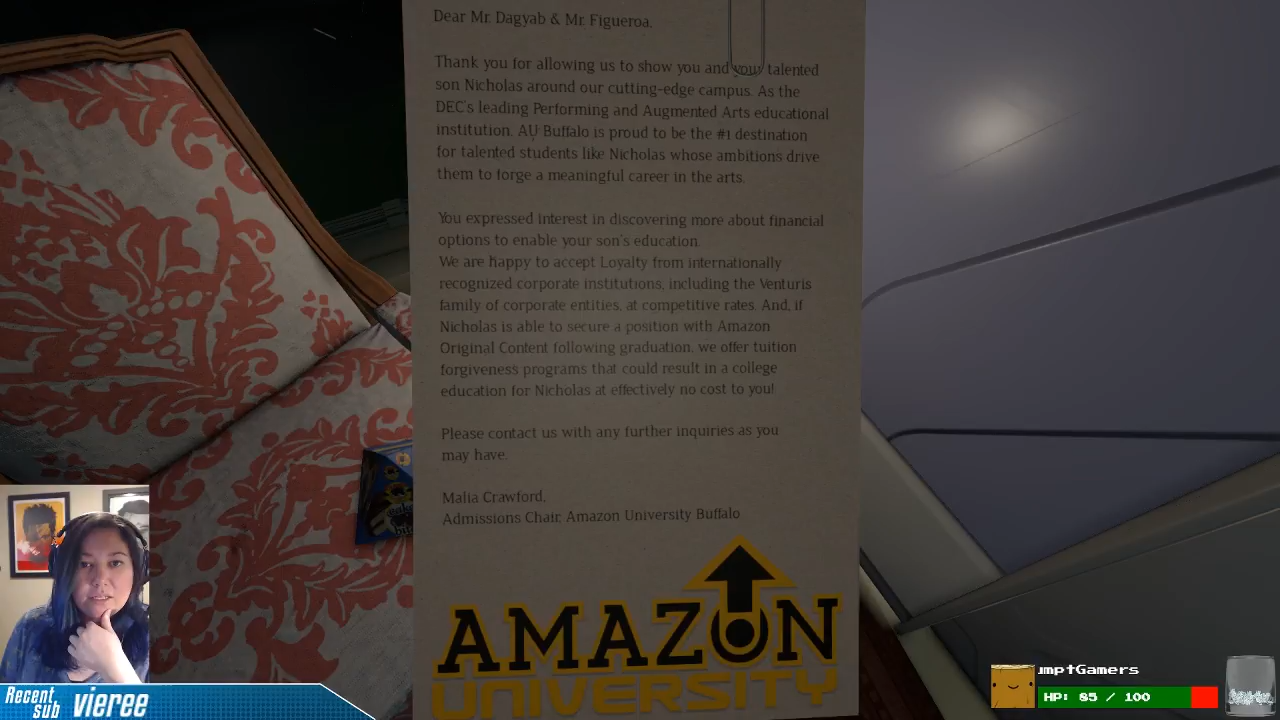 Dear Mr. Dagyab & Mr. Figueroa,
Thank you for allowing us to show you and your talented
son Nicholas around our cutting-edge campus. As the
DEC's leading Performing and Augmented Arts educational
institution, AU Buffalo is proud to be the #1 destination
for talented students like Nicholas whose ambitions drive
them to forge a meaningful career in the arts.
You expressed interest in discovering more about financial
options to enable your son's education.
We are happy to accept Loyalty from internationally
recognized corporate institutions, including the Venturis
family of corporate entities, at competitive rates. And, if
Nicholas is able to secure a position with Amazon
Original Content following graduation, we offer tuition
forgiveness programs that could result in a college
education for Nicholas at effectively no cost to you!
Please contact us with any further inquiries as you
may have.
Malia Crawford,
Admissions Chair, Amazon University Buffalo
AMAZON
UNIVERSITY
Recent
sub
vieree
umptGamers
HP: 85 / 100